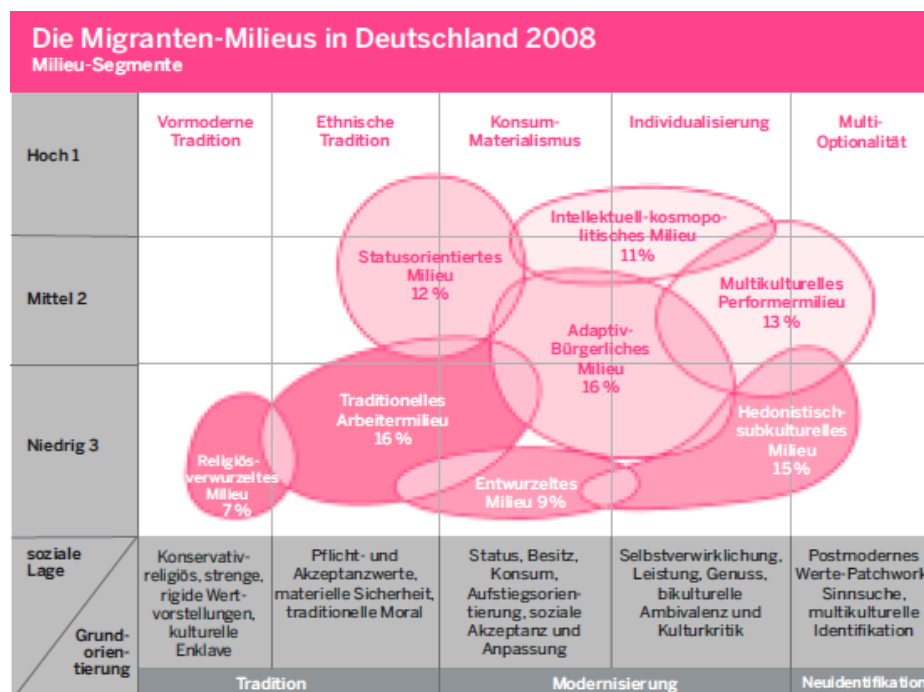 Die Migranten-Milieus in Deutschland 2008
Milieu-Segmente
Vormoderne
Tradition
Ethnische
Tradition
Konsum-
Materialismus
Individualisierung
Multi-
Optionalität
Hoch 1
Mittel 2
Niedrig 3
Statusorientiertes
Milieu
12 %
Intellektuell-kosmopo-
litisches Milieu
11%
Multikulturelles
Performermilieu
13 %
Adaptiv-
Bürgerliches
Milieu
16 %
Traditionelles
Arbeitermilieu
16 %
Hedonistisch-
subkulturelles
Milieu
15 %
Religiös-
verwurzeltes
Milieu
7 %
Entwurzeltes
Milieu 9%
soziale
Lage
Grund-
orien-
tierung
Konservativ-
religiös, strenge,
rigide Wert-
vorstellungen,
kulturelle
Enklave
Pflicht- und
Akzeptanzwerte,
materielle Sicherheit,
traditionelle Moral
Status, Besitz,
Konsum,
Aufstiegsorien-
tierung, soziale
Akzeptanz und
Anpassung
Selbstverwirklichung,
Leistung, Genuss,
bikulturelle
Ambivalenz und
Kulturkritik
Postmodernes
Werte-Patchwork
Sinnsuche,
multikulturelle
Identifikation
Tradition
Modernisierung
Neuidentifikation